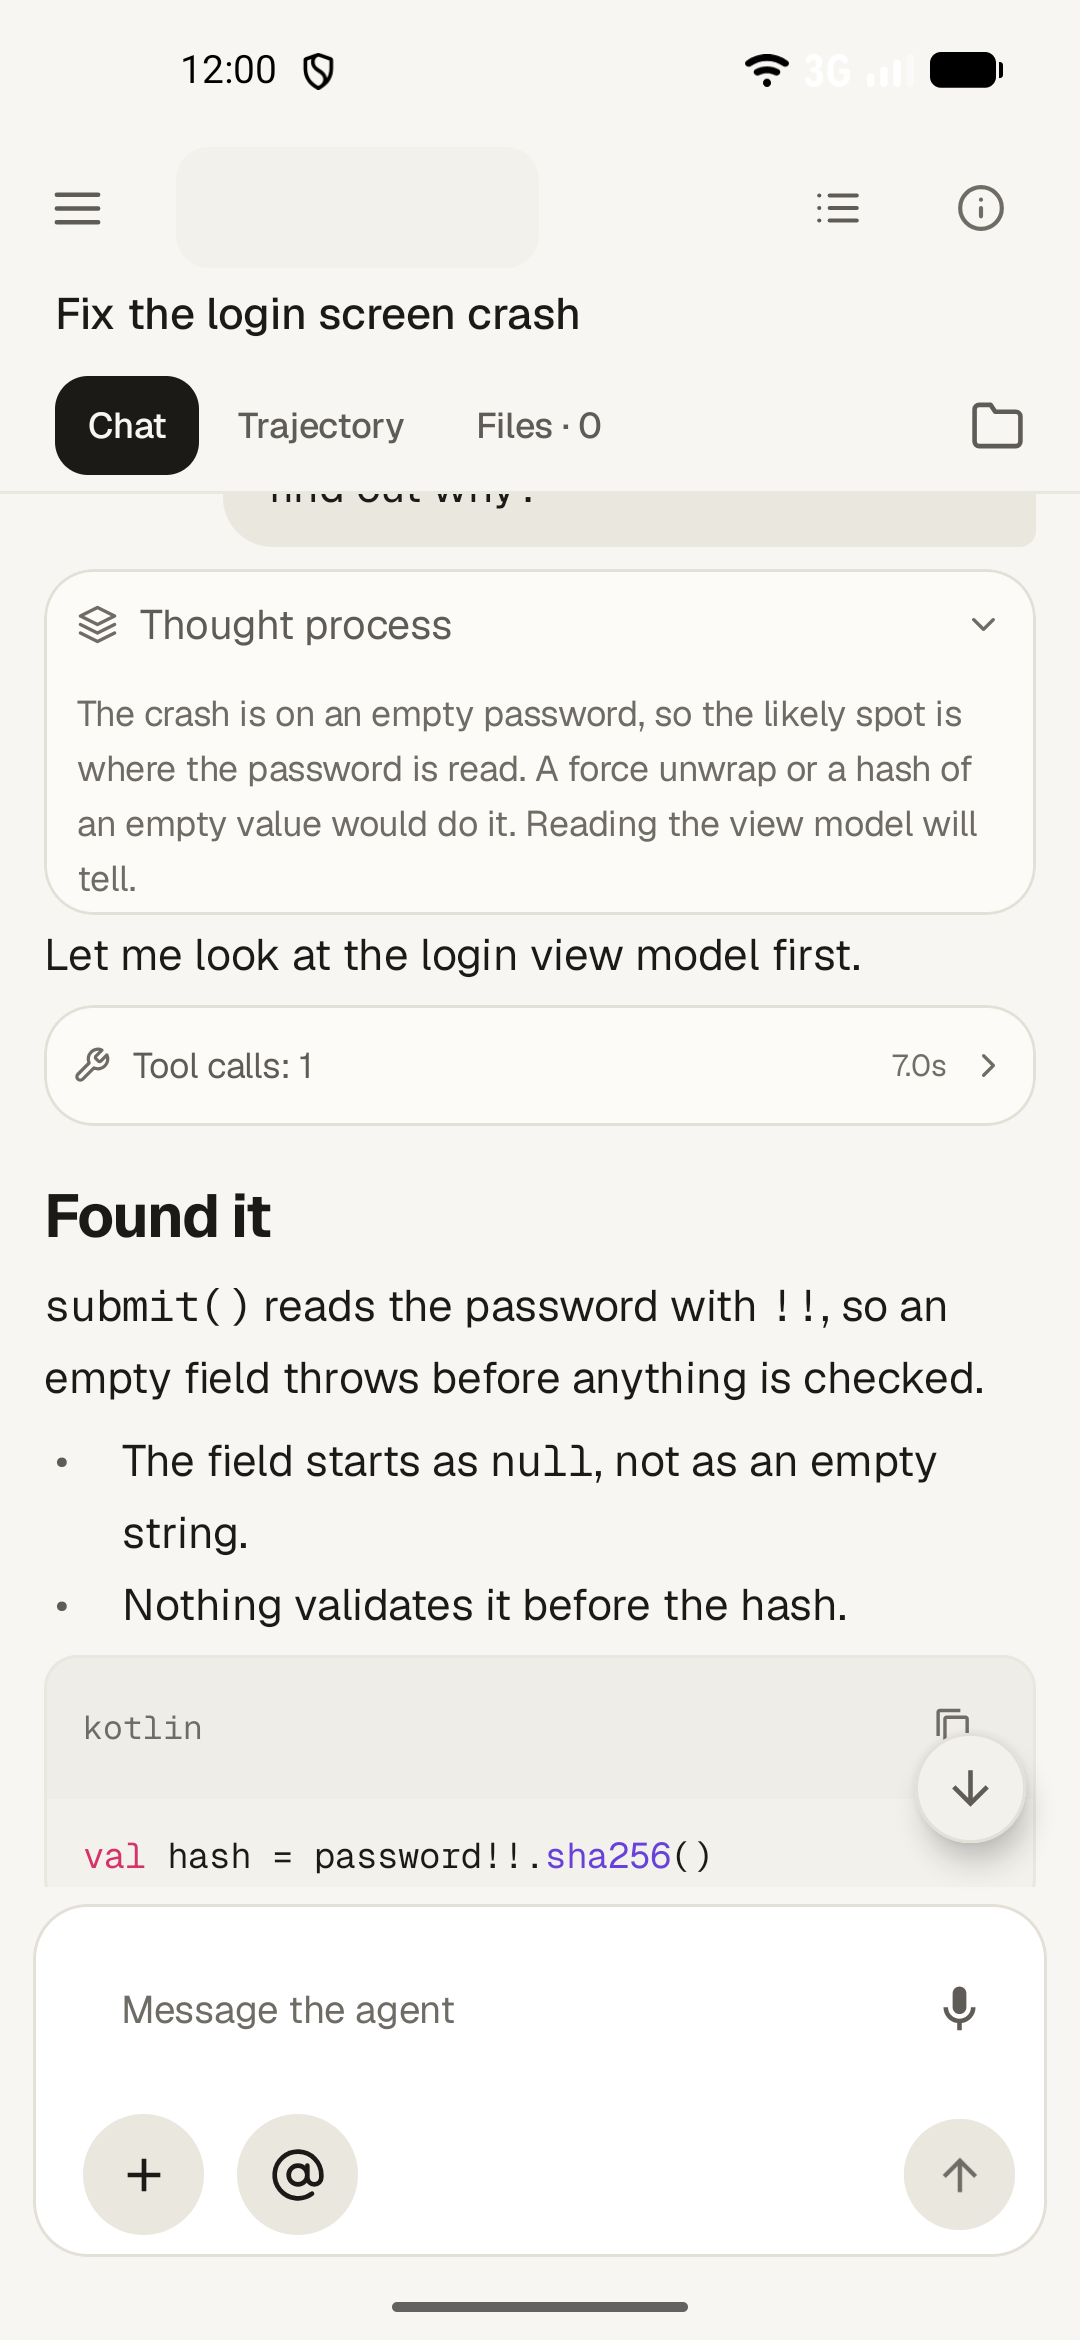 12:00
3G
Fix the login screen crash
Chat
Trajectory
Files · 0
find out why?
Thought process
The crash is on an empty password, so the likely spot is
where the password is read. A force unwrap or a hash of
an empty value would do it. Reading the view model will
tell.
Let me look at the login view model first.
Tool calls: 1
7.0s
Found it
submit() reads the password with !!, so an
empty field throws before anything is checked.
• The field starts as null, not as an empty
string.
• Nothing validates it before the hash.
kotlin
val hash = password!!.sha256()
Message the agent